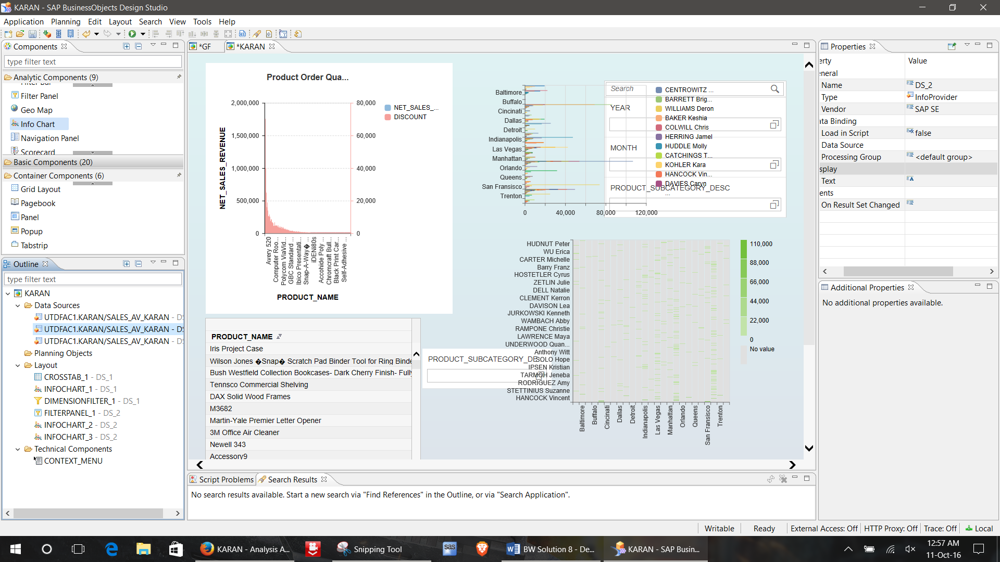 KARAN - SAP BusinessObjects Design Studio
Application Planning Edit Layout Search View Tools Help
Components
type filter text
Analytic Components (9)
Filter Panel
Geo Map
Info Chart
Navigation Panel
Scorecard
Basic Components (20)
Container Components (6)
Grid Layout
Pagebook
Panel
Popup
Tabstrip
Outline
type filter text
KARAN
Data Sources
UTDFAC1.KARAN/SALES_AV_KARAN - DS
UTDFAC1.KARAN/SALES_AV_KARAN - DS
UTDFAC1.KARAN/SALES_AV_KARAN - DS
Planning Objects
Layout
CROSSTAB_1 - DS_1
INFOCHART_1 - DS_1
DIMENSIONFILTER_1 - DS_1
FILTERPANEL_1 - DS_2
INFOCHART_2 - DS_2
INFOCHART_3 - DS_2
Technical Components
CONTEXT_MENU
*GF
*KARAN
Product Order Qua...
2,000,000
1,500,000
1,000,000
500,000
0
80,000
60,000
40,000
20,000
0
NET_SALES_REVENUE
NET_SALES_...
DISCOUNT
Avery 520
Computer Roo...
Polycom ViaVid...
GBC Standard ...
Ibico Presentati...
Snap-A-Way� ...
iDENi80s
Accohide Poly ...
Chromcraft Bull...
Black Print Car...
Self-Adhesive ...
PRODUCT_NAME
PRODUCT_NAME
Iris Project Case
Wilson Jones �Snap� Scratch Pad Binder Tool for Ring Binde
Bush Westfield Collection Bookcases- Dark Cherry Finish- Fully
Tennsco Commercial Shelving
DAX Solid Wood Frames
M3682
Martin-Yale Premier Letter Opener
3M Office Air Cleaner
Newell 343
Accessory9
PRODUCT_SUBCATEGORY_DE
Baltimore
Buffalo
Cincinati
Dallas
Detroit
Indianapolis
Las Vegas
Manhattan
Orlando
Queens
San Fransisco
Trenton
0 40,000 80,000 120,000
Search
YEAR
MONTH
PRODUCT_SUBCATEGORY_DESC
CENTROWITZ ...
BARRETT Brig...
WILLIAMS Deron
BAKER Keshia
COLWILL Chris
HERRING Jamel
HUDDLE Molly
CATCHINGS T...
KOHLER Kara
HANCOCK Vin...
DAVIES Caryn
...
HUDNUT Peter
WU Erica
CARTER Michelle
Barry Franz
HOSTETLER Cyrus
ZETLIN Julie
DELL Natalie
CLEMENT Kerron
DAVISON Lea
JURKOWSKI Kenneth
WAMBACH Abby
RAMPONE Christie
LAWRENCE Maya
UNDERWOOD Quan...
Anthony Witt
SOLO Hope
IPSEN Kristian
TARMOH Jeneba
RODRIGUEZ Amy
STETTINIUS Suzanne
HANCOCK Vincent
Baltimore
Buffalo
Cincinati
Dallas
Detroit
Indianapolis
Las Vegas
Manhattan
Orlando
Queens
San Fransisco
Trenton
110,000
88,000
66,000
44,000
22,000
0
No value
Script Problems
Search Results
No search results available. Start a new search via "Find References" in the Outline, or via "Search Application".
Properties
erty Value
eneral
Name DS_2
Type InfoProvider
Vendor SAP SE
ata Binding
Load in Script false
Data Source
Processing Group <default group>
splay
Text
ents
On Result Set Changed
Additional Properties
No additional properties available.
Writable Ready External Access: Off HTTP Proxy: Off Trace: Off Local
KARAN - Analysis A...
Snipping Tool
sas
BW Solution 8 - De...
KARAN - SAP Busin...
12:57 AM
11-Oct-16